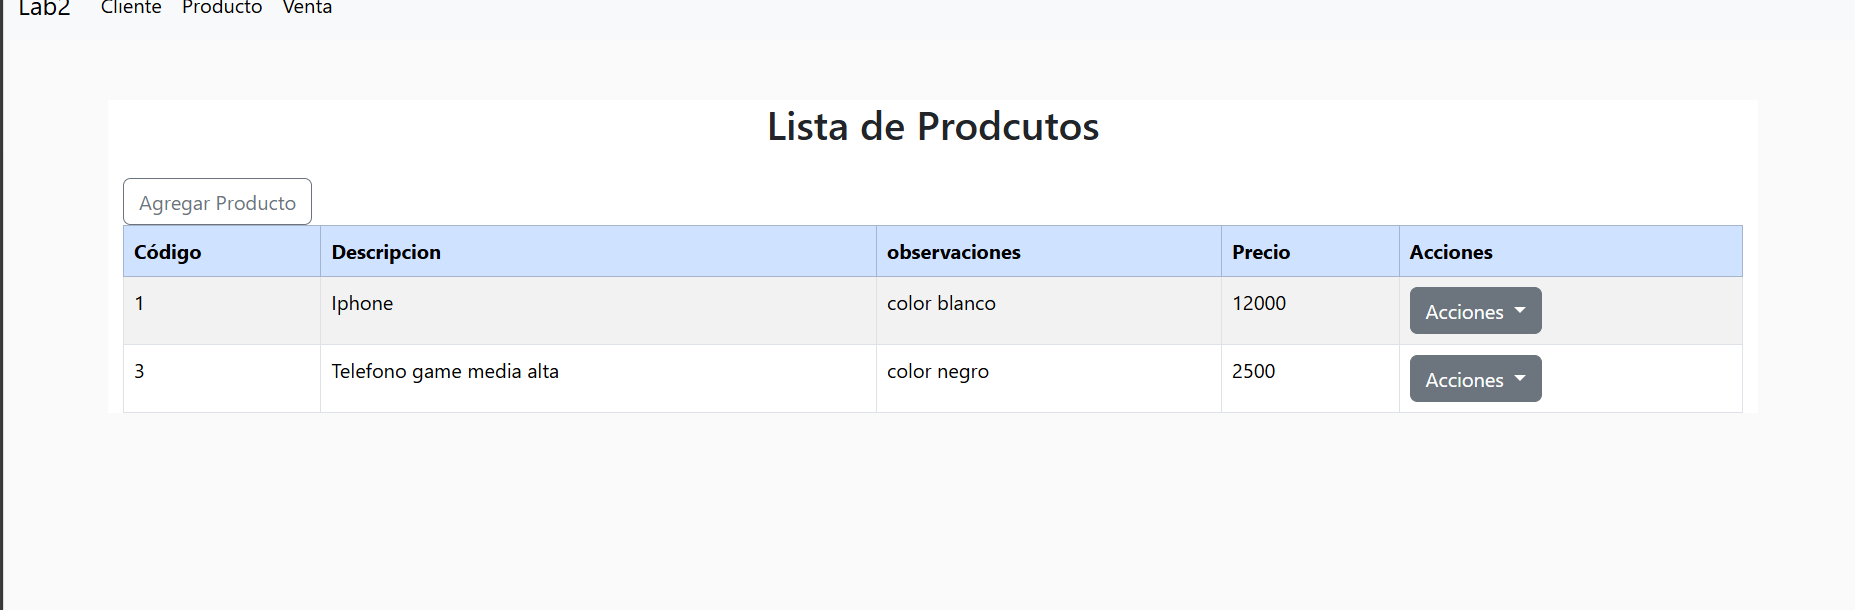 Lab2 Cliente Producto Venta
Lista de Prodcutos
Agregar Producto
Código Descripcion observaciones Precio Acciones
1 Iphone color blanco 12000 Acciones
3 Telefono game media alta color negro 2500 Acciones